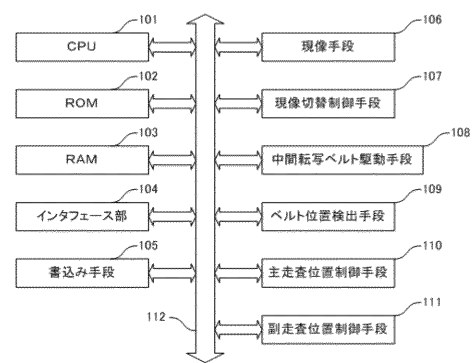 101
CPU
102
ROM
103
RAM
104
インタフェース部
105
書込み手段
112
106
現像手段
107
現像切替制御手段
108
中間転写ベルト駆動手段
109
ベルト位置検出手段
110
主走査位置制御手段
111
副走査位置制御手段